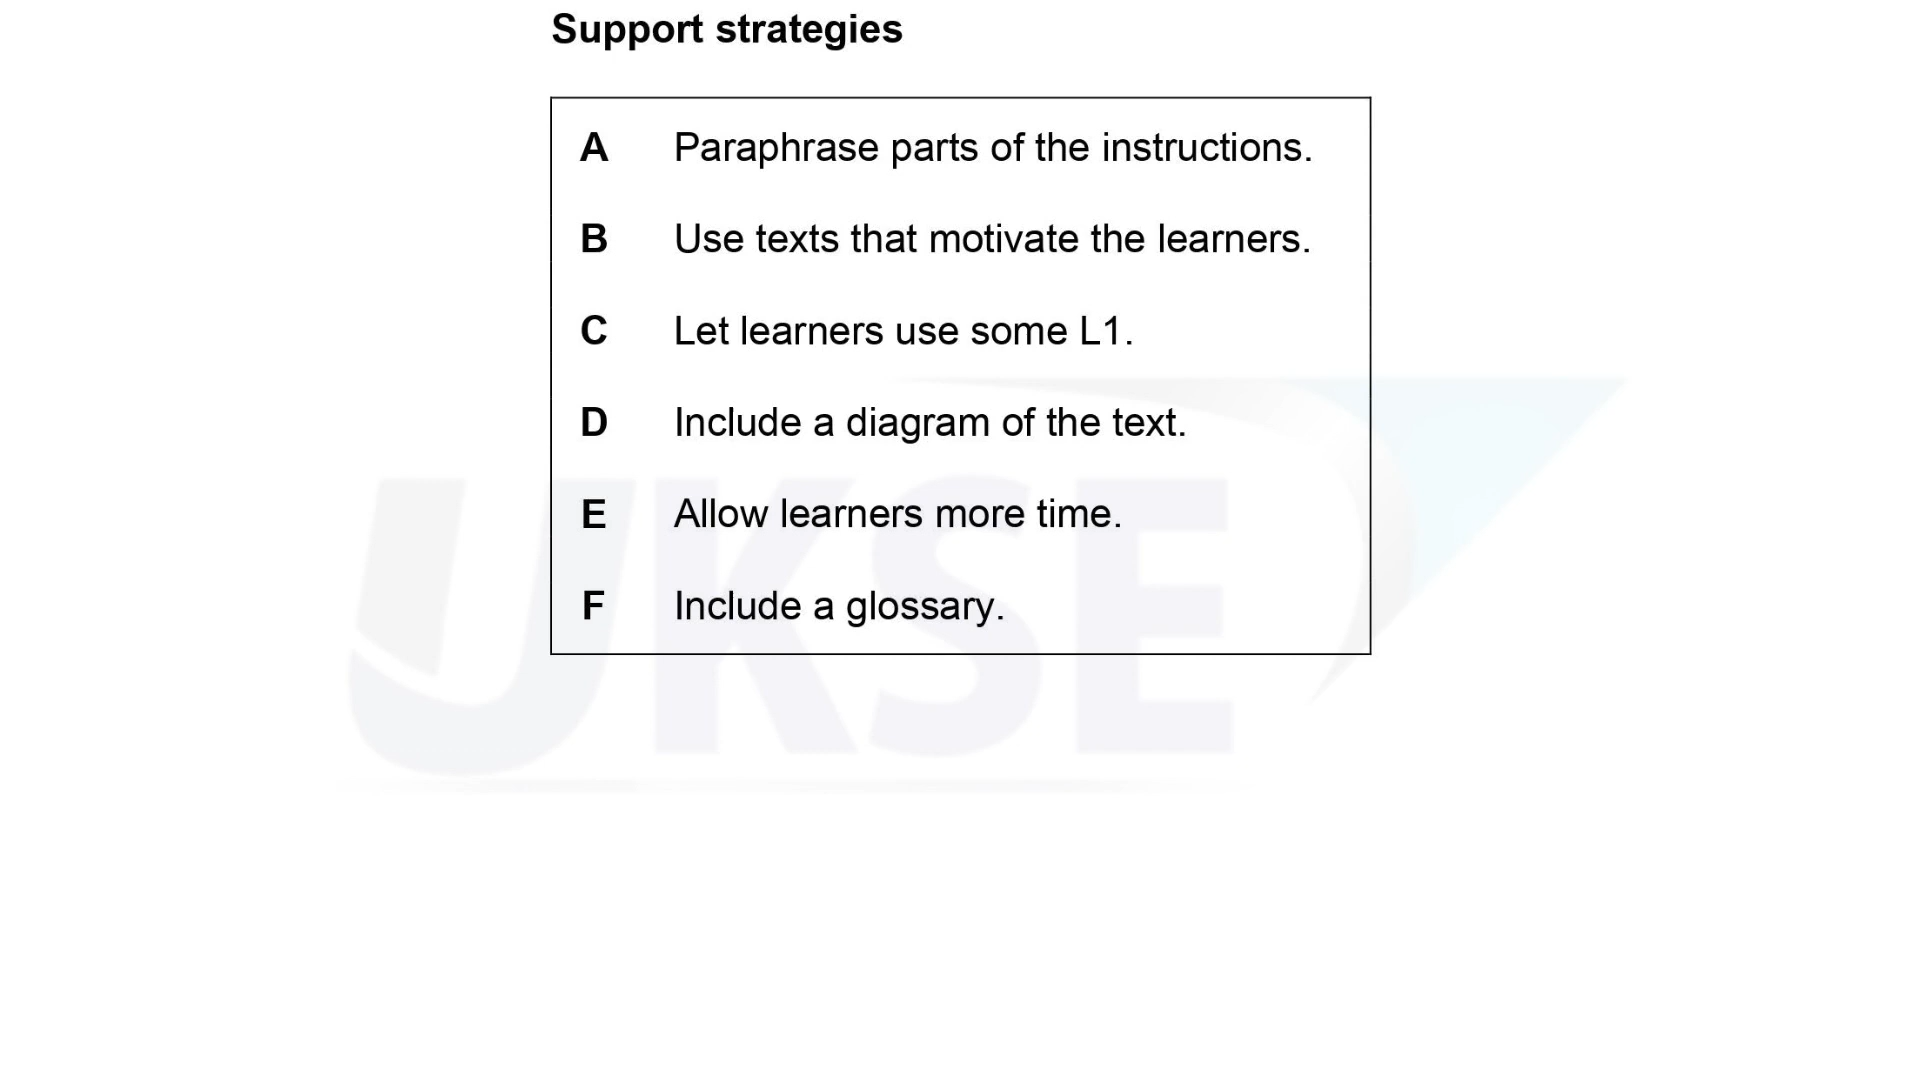 Support strategies
A Paraphrase parts of the instructions.
B Use texts that motivate the learners.
C Let learners use some L1.
D Include a diagram of the text.
E Allow learners more time.
F Include a glossary.
UKSE